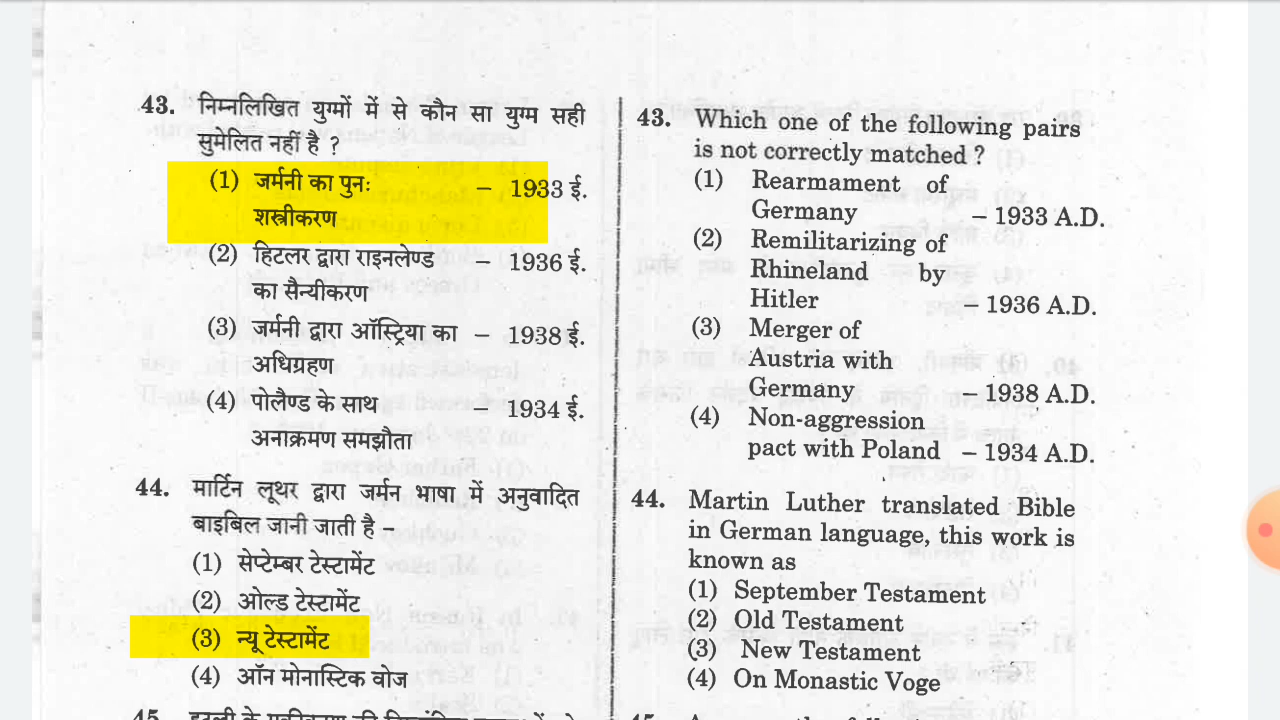 43. निम्नलिखित युग्मों में से कौन सा युग्म सही
सुमेलित नहीं है ?
(1) जर्मनी का पुनः – 1933 ई.
शस्त्रीकरण
(2) हिटलर द्वारा राइनलेण्ड – 1936 ई.
का सैन्यीकरण
(3) जर्मनी द्वारा ऑस्ट्रिया का – 1938 ई.
अधिग्रहण
(4) पोलैण्ड के साथ – 1934 ई.
अनाक्रमण समझौता
44. मार्टिन लूथर द्वारा जर्मन भाषा में अनुवादित
बाइबिल जानी जाती है –
(1) सेप्टेम्बर टेस्टामेंट
(2) ओल्ड टेस्टामेंट
(3) न्यू टेस्टामेंट
(4) ऑन मोनास्टिक वोज
43. Which one of the following pairs
is not correctly matched ?
(1) Rearmament of
Germany – 1933 A.D.
(2) Remilitarizing of
Rhineland by
Hitler – 1936 A.D.
(3) Merger of
Austria with
Germany – 1938 A.D.
(4) Non-aggression
pact with Poland – 1934 A.D.
44. Martin Luther translated Bible
in German language, this work is
known as
(1) September Testament
(2) Old Testament
(3) New Testament
(4) On Monastic Voge